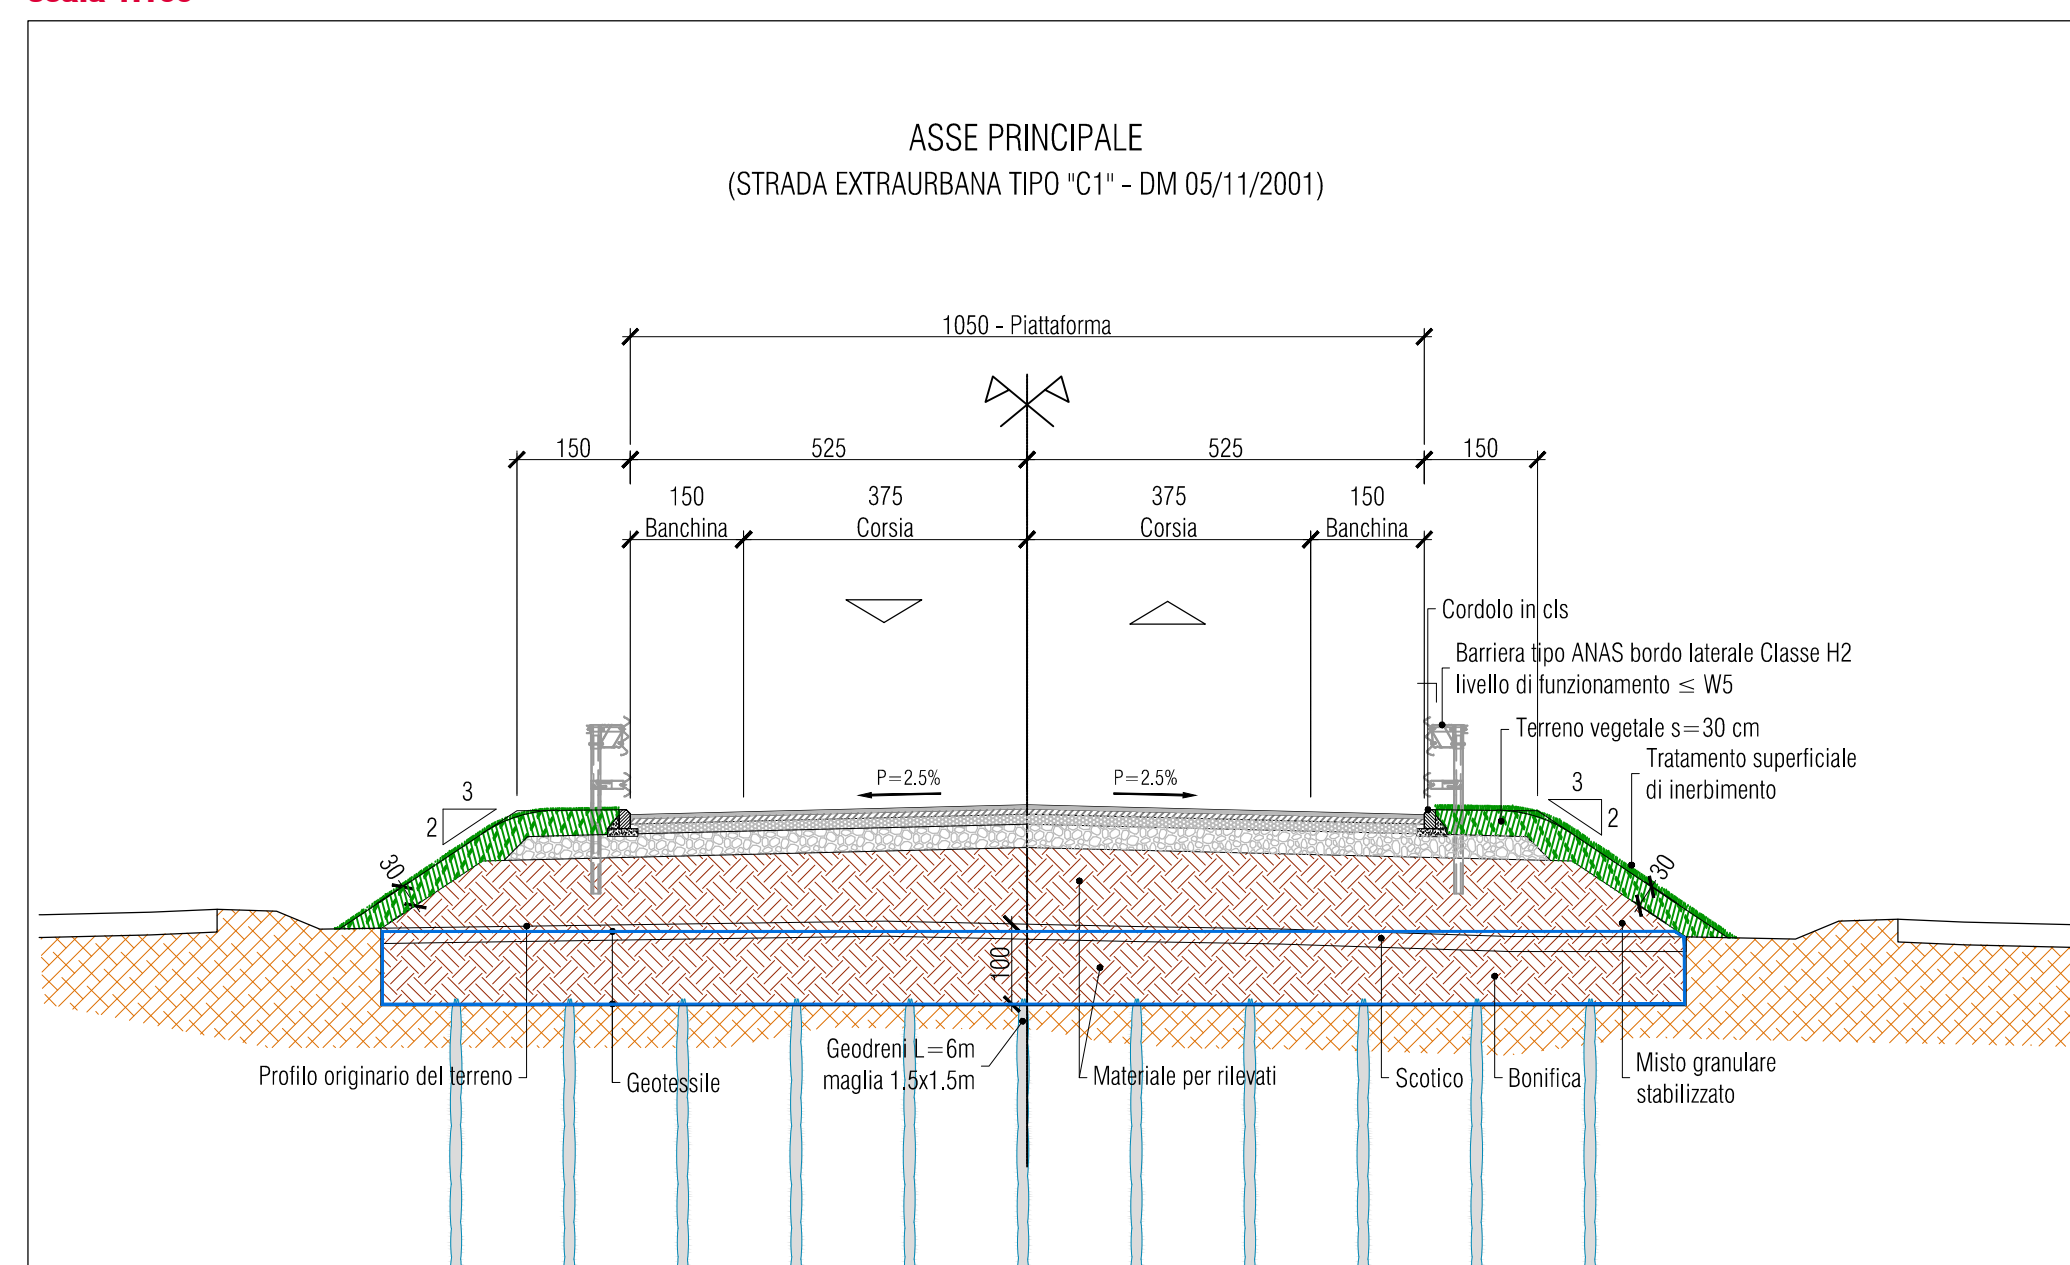 ASSE PRINCIPALE
(STRADA EXTRAURBANA TIPO "C1" - DM 05/11/2001)
1050 - Piattaforma
150
525
525
150
150
375
375
150
Banchina
Corsia
Corsia
Banchina
Cordolo in cls
Barriera tipo ANAS bordo laterale Classe H2
livello di funzionamento ≤ W5
Terreno vegetale s=30 cm
Tratamento superficiale
di inerbimento
P=2.5%
P=2.5%
3
2
3
2
30
30
100
Geodreni L=6m
maglia 1.5x1.5m
Profilo originario del terreno
Geotessile
Materiale per rilevati
Scotico
Bonifica
Misto granulare
stabilizzato